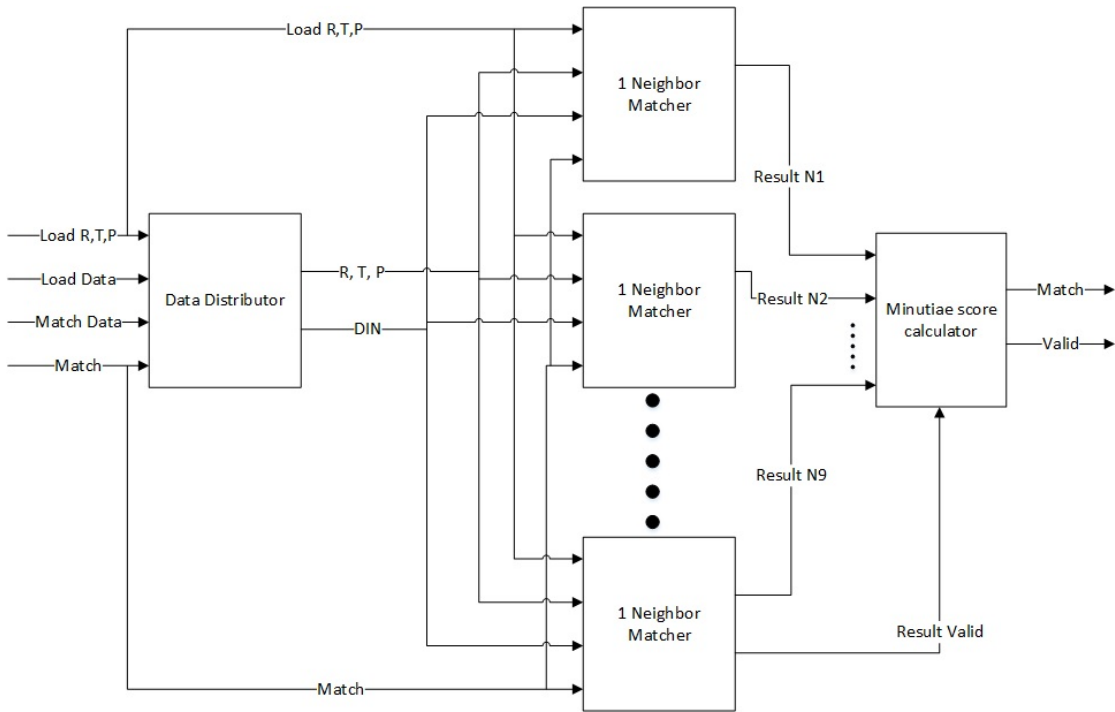 Load R,T,P
1 Neighbor
Matcher
Result N1
Load R,T,P
Load Data
Match Data
Match
Data Distributor
R, T, P
DIN
1 Neighbor
Matcher
Result N2
Minutiae score
calculator
Match
Valid
Result N9
1 Neighbor
Matcher
Result Valid
Match